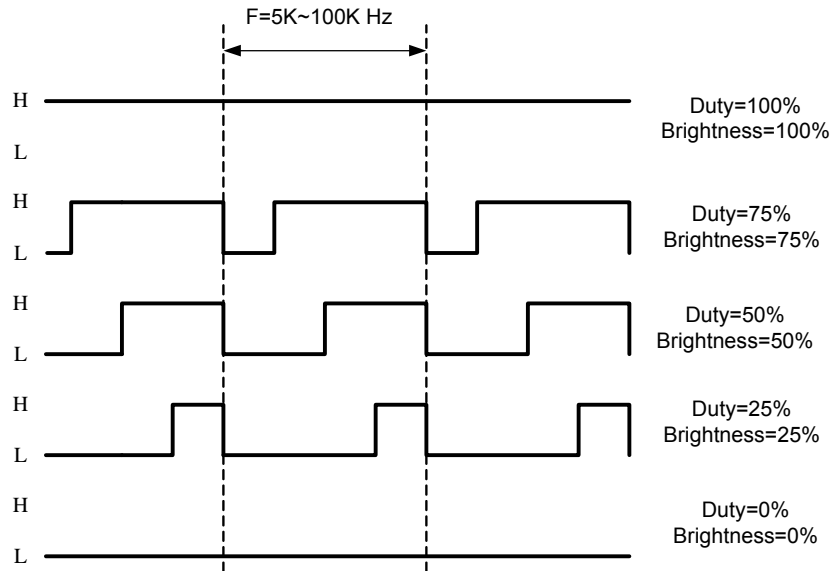 F=5K~100K Hz
H
L
Duty=100%
Brightness=100%
H
L
Duty=75%
Brightness=75%
H
L
Duty=50%
Brightness=50%
H
L
Duty=25%
Brightness=25%
H
L
Duty=0%
Brightness=0%